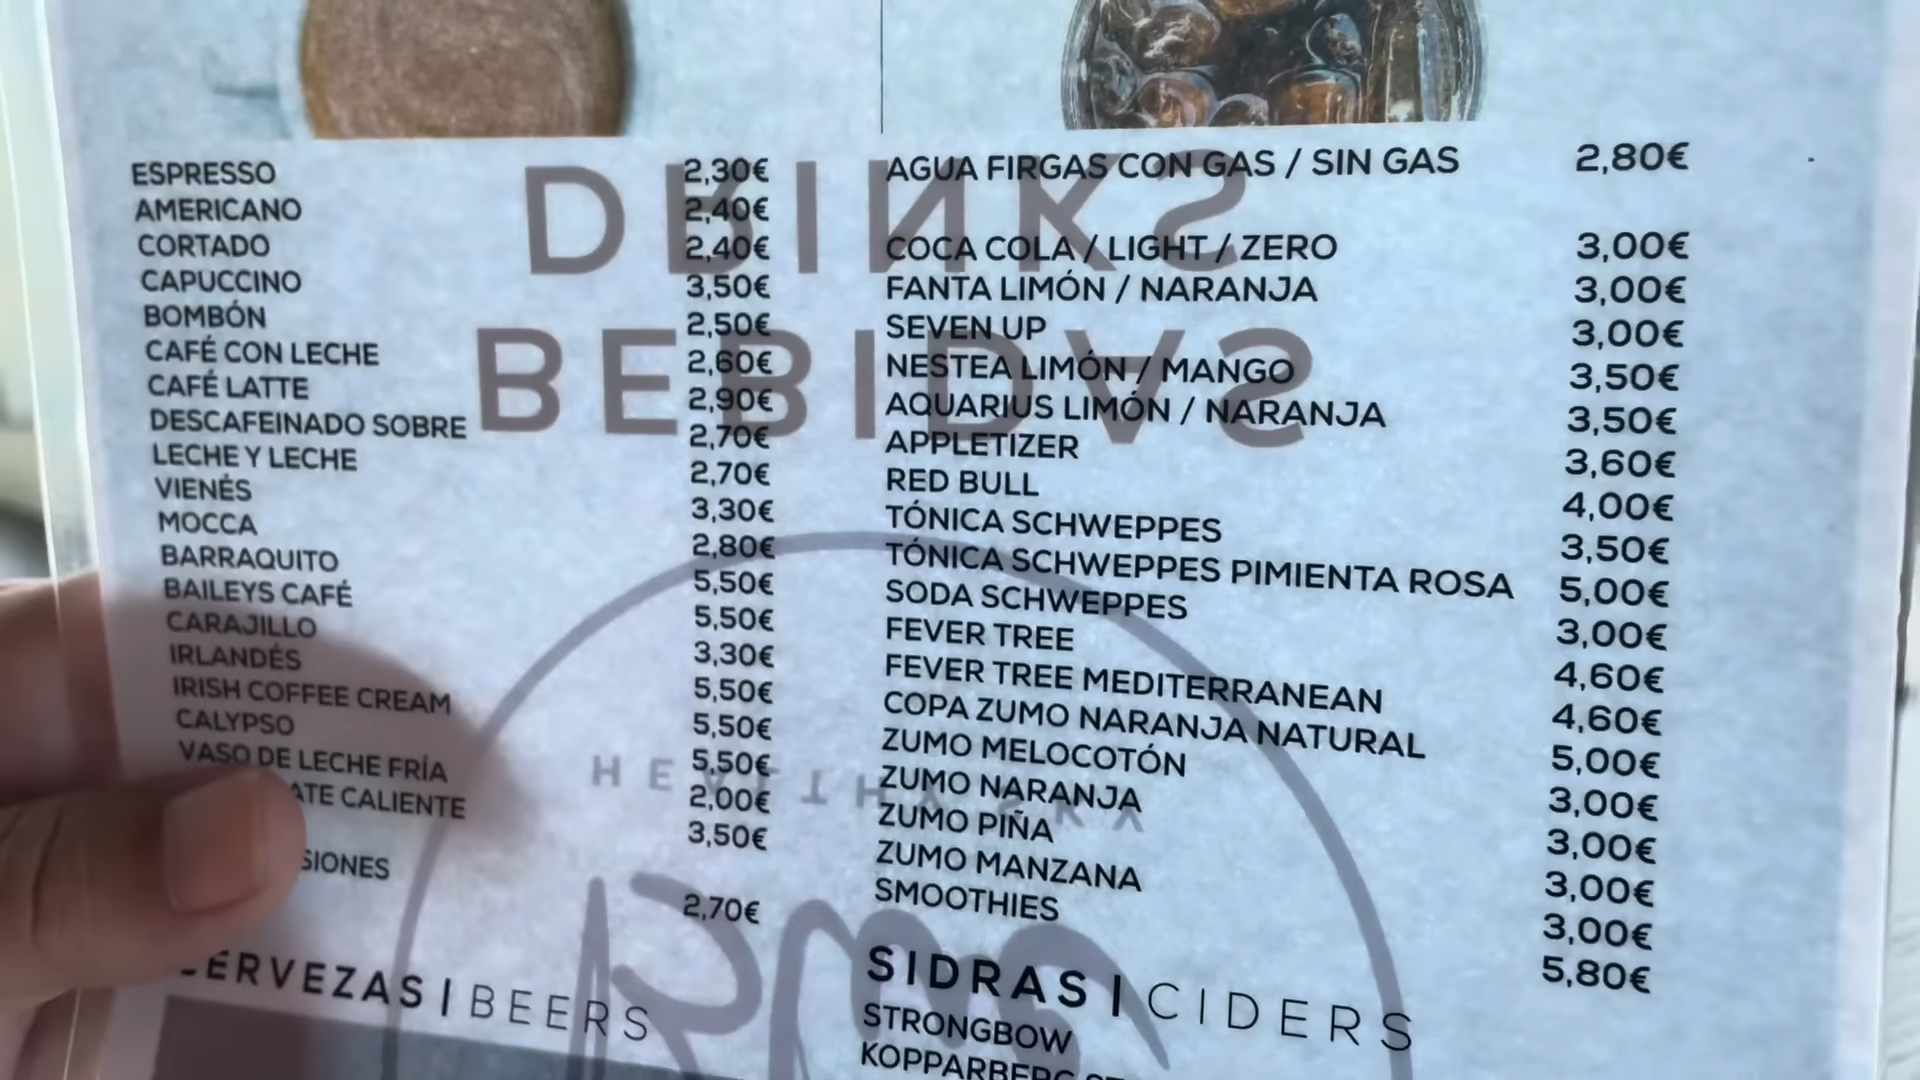 ESPRESSO 2,30€
AMERICANO 2,40€
CORTADO 2,40€
CAPUCCINO 3,50€
BOMBÓN 2,50€
CAFÉ CON LECHE 2,60€
CAFÉ LATTE 2,90€
DESCAFEINADO SOBRE 2,70€
LECHE Y LECHE 2,70€
VIENÉS 3,30€
MOCCA 2,80€
BARRAQUITO 5,50€
BAILEYS CAFÉ 5,50€
CARAJILLO 3,30€
IRLANDÉS 5,50€
IRISH COFFEE CREAM 5,50€
CALYPSO 5,50€
VASO DE LECHE FRÍA 2,00€
CALIENTE 3,50€
2,70€
CERVEZAS | BEERS
AGUA FIRGAS CON GAS / SIN GAS 2,80€
COCA COLA / LIGHT / ZERO 3,00€
FANTA LIMÓN / NARANJA 3,00€
SEVEN UP 3,00€
NESTEA LIMÓN / MANGO 3,50€
AQUARIUS LIMÓN / NARANJA 3,50€
APPLETIZER 3,60€
RED BULL 4,00€
TÓNICA SCHWEPPES 3,50€
TÓNICA SCHWEPPES PIMIENTA ROSA 5,00€
SODA SCHWEPPES 3,00€
FEVER TREE 4,60€
FEVER TREE MEDITERRANEAN 4,60€
COPA ZUMO NARANJA NATURAL 5,00€
ZUMO MELOCOTÓN 3,00€
ZUMO NARANJA 3,00€
ZUMO PIÑA 3,00€
ZUMO MANZANA 3,00€
SMOOTHIES 5,80€
SIDRAS | CIDERS
STRONGBOW
KOPPARBERG
DRINKS
BEBIDAS